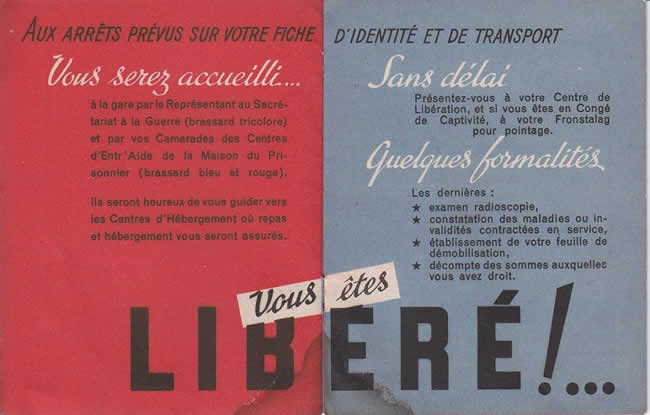 AUX ARRÊTS PRÉVUS SUR VOTRE FICHE D'IDENTITÉ ET DE TRANSPORT
Vous serez accueilli....
à la gare par le Représentant au Secré-
tariat à la Guerre (brassard tricolore)
et par vos Camarades des Centres
d'Entr'Aide de la Maison du Pri-
sonnier (brassard bleu et rouge).
Ils seront heureux de vous guider vers
les Centres d'Hébergement où repas
et hébergement vous seront assurés.
Sans délai
Présentez-vous à votre Centre de
Libération, et si vous êtes en Congé
de Captivité, à votre Fronstalag
pour pointage.
Quelques formalités
Les dernières :
★ examen radioscopie,
★ constatation des maladies ou in-
validités contractées en service,
★ établissement de votre feuille de
démobilisation,
★ décompte des sommes auxquelles
vous avez droit.
Vous êtes
LIBÉRÉ!...